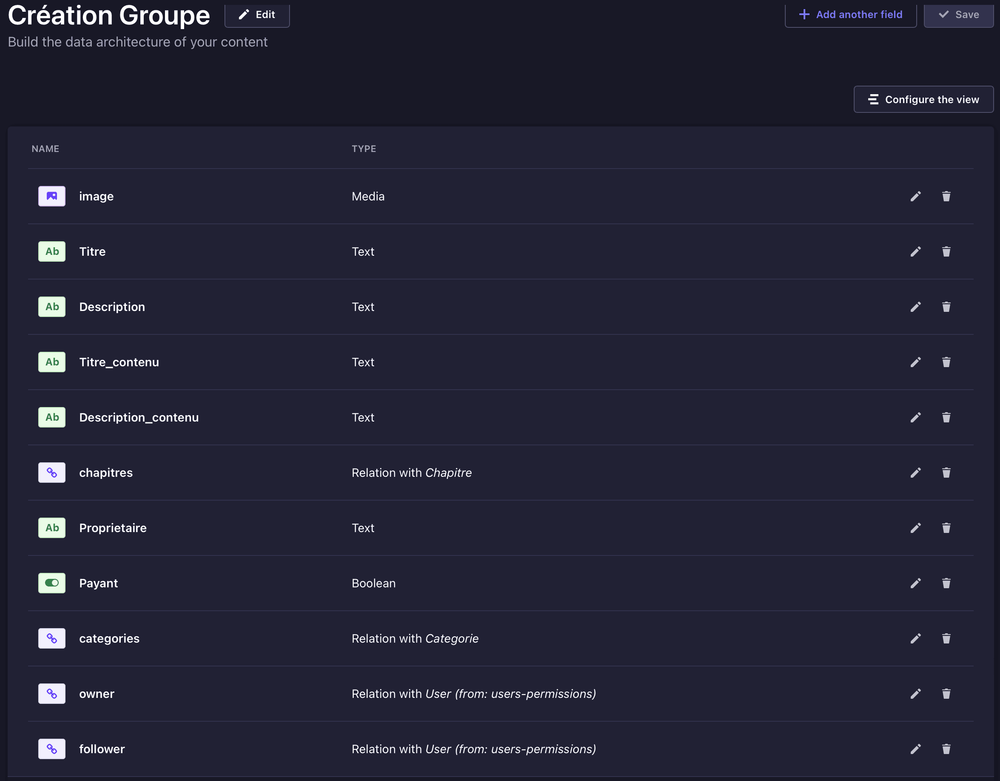 Création Groupe Edit Add another field Save
Build the data architecture of your content
Configure the view
NAME TYPE
image Media
Ab Titre Text
Ab Description Text
Ab Titre_contenu Text
Ab Description_contenu Text
chapitres Relation with Chapitre
Ab Proprietaire Text
Payant Boolean
categories Relation with Categorie
owner Relation with User (from: users-permissions)
follower Relation with User (from: users-permissions)